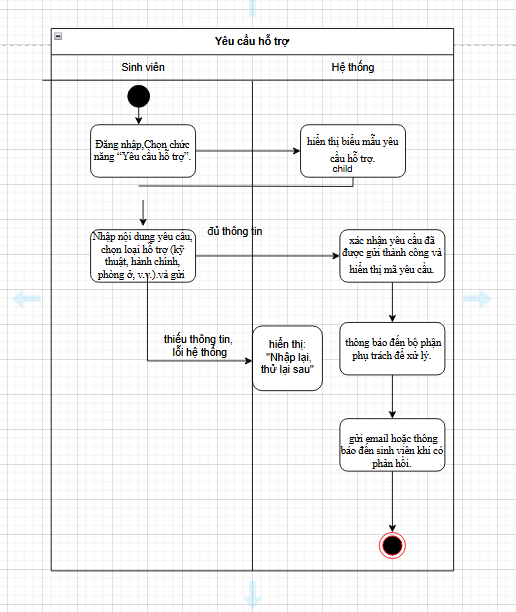 Yêu cầu hỗ trợ
Sinh viên
Hệ thống
Đăng nhập,Chọn chức
năng “Yêu cầu hỗ trợ”.
hiển thị biểu mẫu yêu
cầu hỗ trợ.
child
Nhập nội dung yêu cầu,
chọn loại hỗ trợ (kỹ
thuật, hành chính,
phòng ở, v.v.).và gửi
đủ thông tin
xác nhận yêu cầu đã
được gửi thành công và
hiển thị mã yêu cầu.
thiếu thông tin,
lỗi hệ thống
hiển thị:
"Nhập lại,
thử lại sau"
thông báo đến bộ phận
phụ trách để xử lý.
gửi email hoặc thông
báo đến sinh viên khi có
phản hồi.